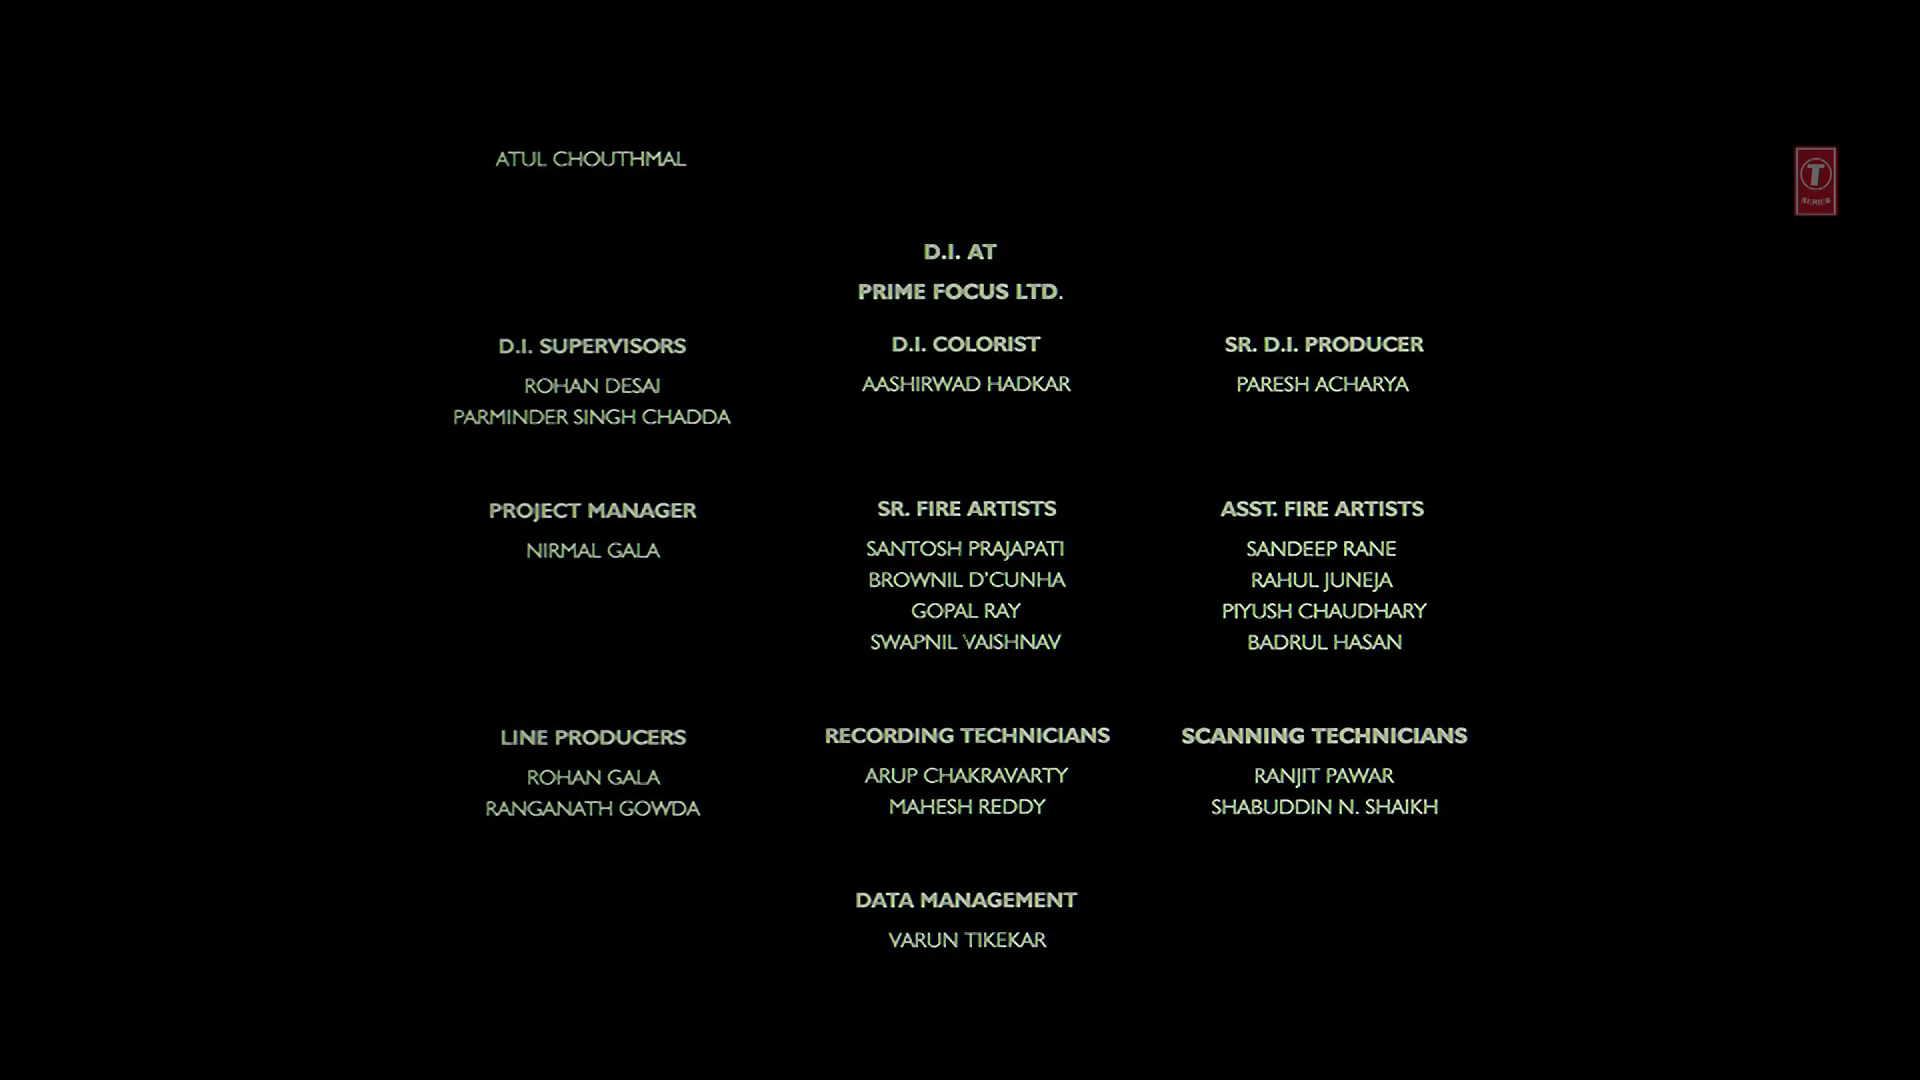 ATUL CHOUTHMAL
T
SERIES
D.I. AT
PRIME FOCUS LTD.
D.I. SUPERVISORS
ROHAN DESAI
PARMINDER SINGH CHADDA
D.I. COLORIST
AASHIRWAD HADKAR
SR. D.I. PRODUCER
PARESH ACHARYA
PROJECT MANAGER
NIRMAL GALA
SR. FIRE ARTISTS
SANTOSH PRAJAPATI
BROWNIL D'CUNHA
GOPAL RAY
SWAPNIL VAISHNAV
ASST. FIRE ARTISTS
SANDEEP RANE
RAHUL JUNEJA
PIYUSH CHAUDHARY
BADRUL HASAN
LINE PRODUCERS
ROHAN GALA
RANGANATH GOWDA
RECORDING TECHNICIANS
ARUP CHAKRAVARTY
MAHESH REDDY
SCANNING TECHNICIANS
RANJIT PAWAR
SHABUDDIN N. SHAIKH
DATA MANAGEMENT
VARUN TIKEKAR